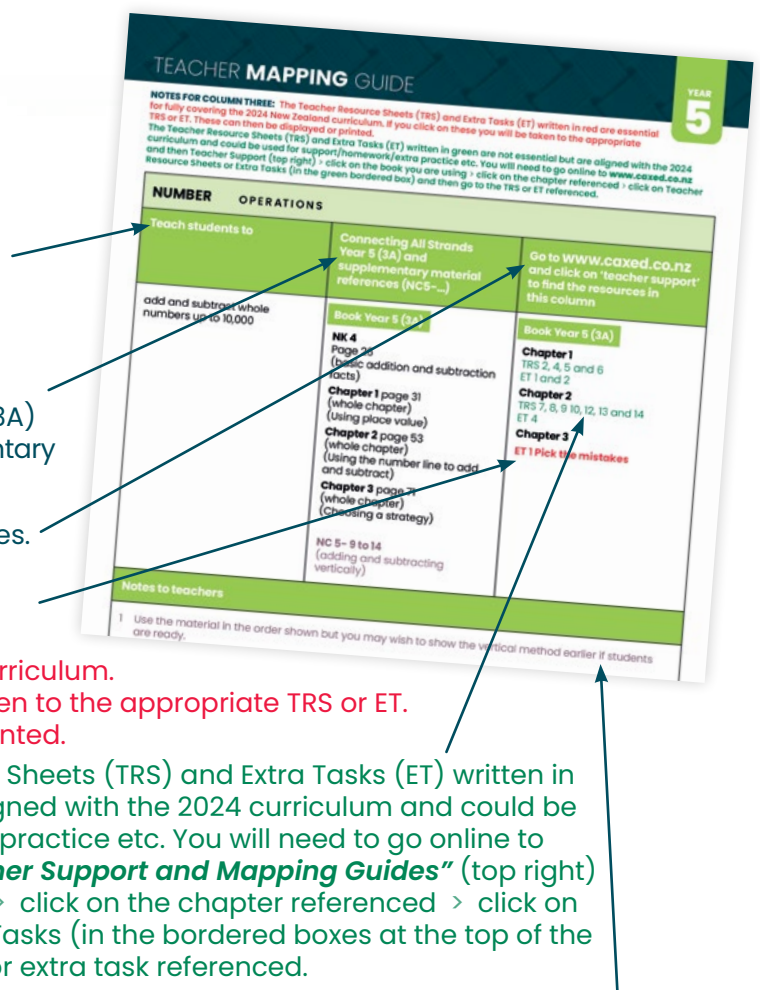 TEACHER MAPPING GUIDE
YEAR
5
NOTES FOR COLUMN THREE: The Teacher Resource Sheets (TRS) and Extra Tasks (ET) written in red are essential
for fully covering the 2024 New Zealand curriculum. If you click on these you will be taken to the appropriate
TRS or ET. These can then be displayed or printed.
The Teacher Resource Sheets (TRS) and Extra Tasks (ET) written in green are not essential but are aligned with the 2024
curriculum and could be used for support/homework/extra practice etc. You will need to go online to www.caxed.co.nz
and then Teacher Support (top right) > click on the book you are using > click on the chapter referenced > click on Teacher
Resource Sheets or Extra Tasks (in the green bordered box) and then go to the TRS or ET referenced.
NUMBER OPERATIONS
Teach students to
Connecting All Strands
Year 5 (3A) and
supplementary material
references (NC5-...)
Go to www.caxed.co.nz
and click on 'teacher support'
to find the resources in
this column
add and subtract whole
numbers up to 10,000
Book Year 5 (3A)
NK 4
Page 26
(basic addition and subtraction
facts)
Chapter 1 page 31
(whole chapter)
(Using place value)
Chapter 2 page 53
(whole chapter)
(Using the number line to add
and subtract)
Chapter 3 page 71
(whole chapter)
(Choosing a strategy)
NC 5- 9 to 14
(adding and subtracting
vertically)
Book Year 5 (3A)
Chapter 1
TRS 2, 4, 5 and 6
ET 1 and 2
Chapter 2
TRS 7, 8, 9 10, 12, 13 and 14
ET 4
Chapter 3
ET 1 Pick the mistakes
Notes to teachers
1 Use the material in the order shown but you may wish to show the vertical method earlier if students
are ready.
3A)
ntary
es.
rriculum.
en to the appropriate TRS or ET.
nted.
Sheets (TRS) and Extra Tasks (ET) written in
gned with the 2024 curriculum and could be
practice etc. You will need to go online to
her Support and Mapping Guides" (top right)
> click on the chapter referenced > click on
Tasks (in the bordered boxes at the top of the
or extra task referenced.